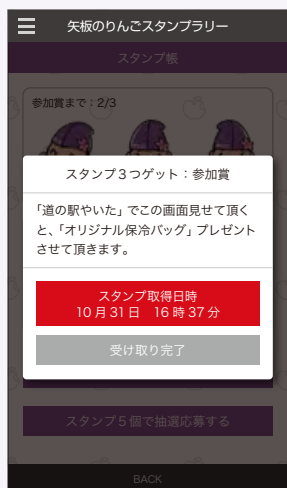 矢板のりんごスタンプラリー
スタンプ帳
参加賞まで：2/3
スタンプ３つゲット：参加賞
「道の駅やいた」でこの画面見せて頂く
と、「オリジナル保冷バッグ」プレゼント
させて頂きます。
スタンプ取得日時
10月31日　16時37分
受け取り完了
スタンプ５個で抽選応募する
BACK